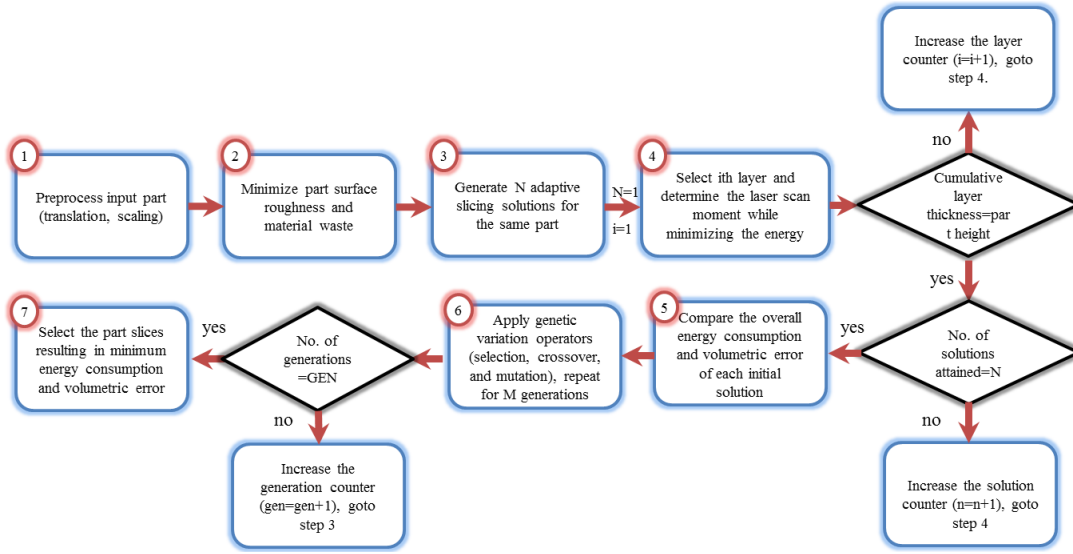 Increase the layer
counter (i=i+1), goto
step 4.
no
1
Preprocess input part
(translation, scaling)
2
Minimize part surface
roughness and
material waste
3
Generate N adaptive
slicing solutions for
the same part
N=1
i=1
4
Select ith layer and
determine the laser scan
moment while
minimizing the energy
Cumulative
layer
thickness=par
t height
yes
No. of
solutions
attained=N
yes
5
Compare the overall
energy consumption
and volumetric error
of each initial
solution
6
Apply genetic
variation operators
(selection, crossover,
and mutation), repeat
for M generations
No. of
generations
=GEN
yes
7
Select the part slices
resulting in minimum
energy consumption
and volumetric error
no
Increase the
generation counter
(gen=gen+1), goto
step 3
no
Increase the solution
counter (n=n+1), goto
step 4